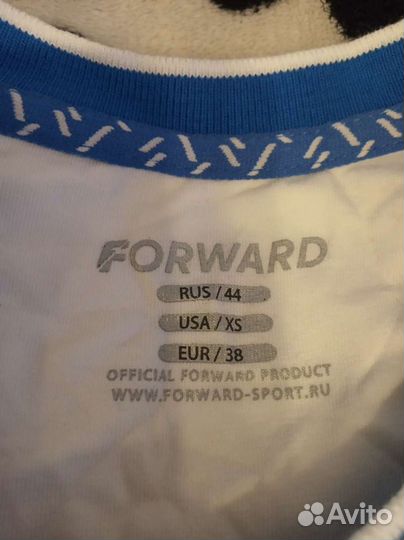 FORWARD
RUS / 44
USA / XS
EUR / 38
OFFICIAL FORWARD PRODUCT
WWW.FORWARD-SPORT.RU
Avito